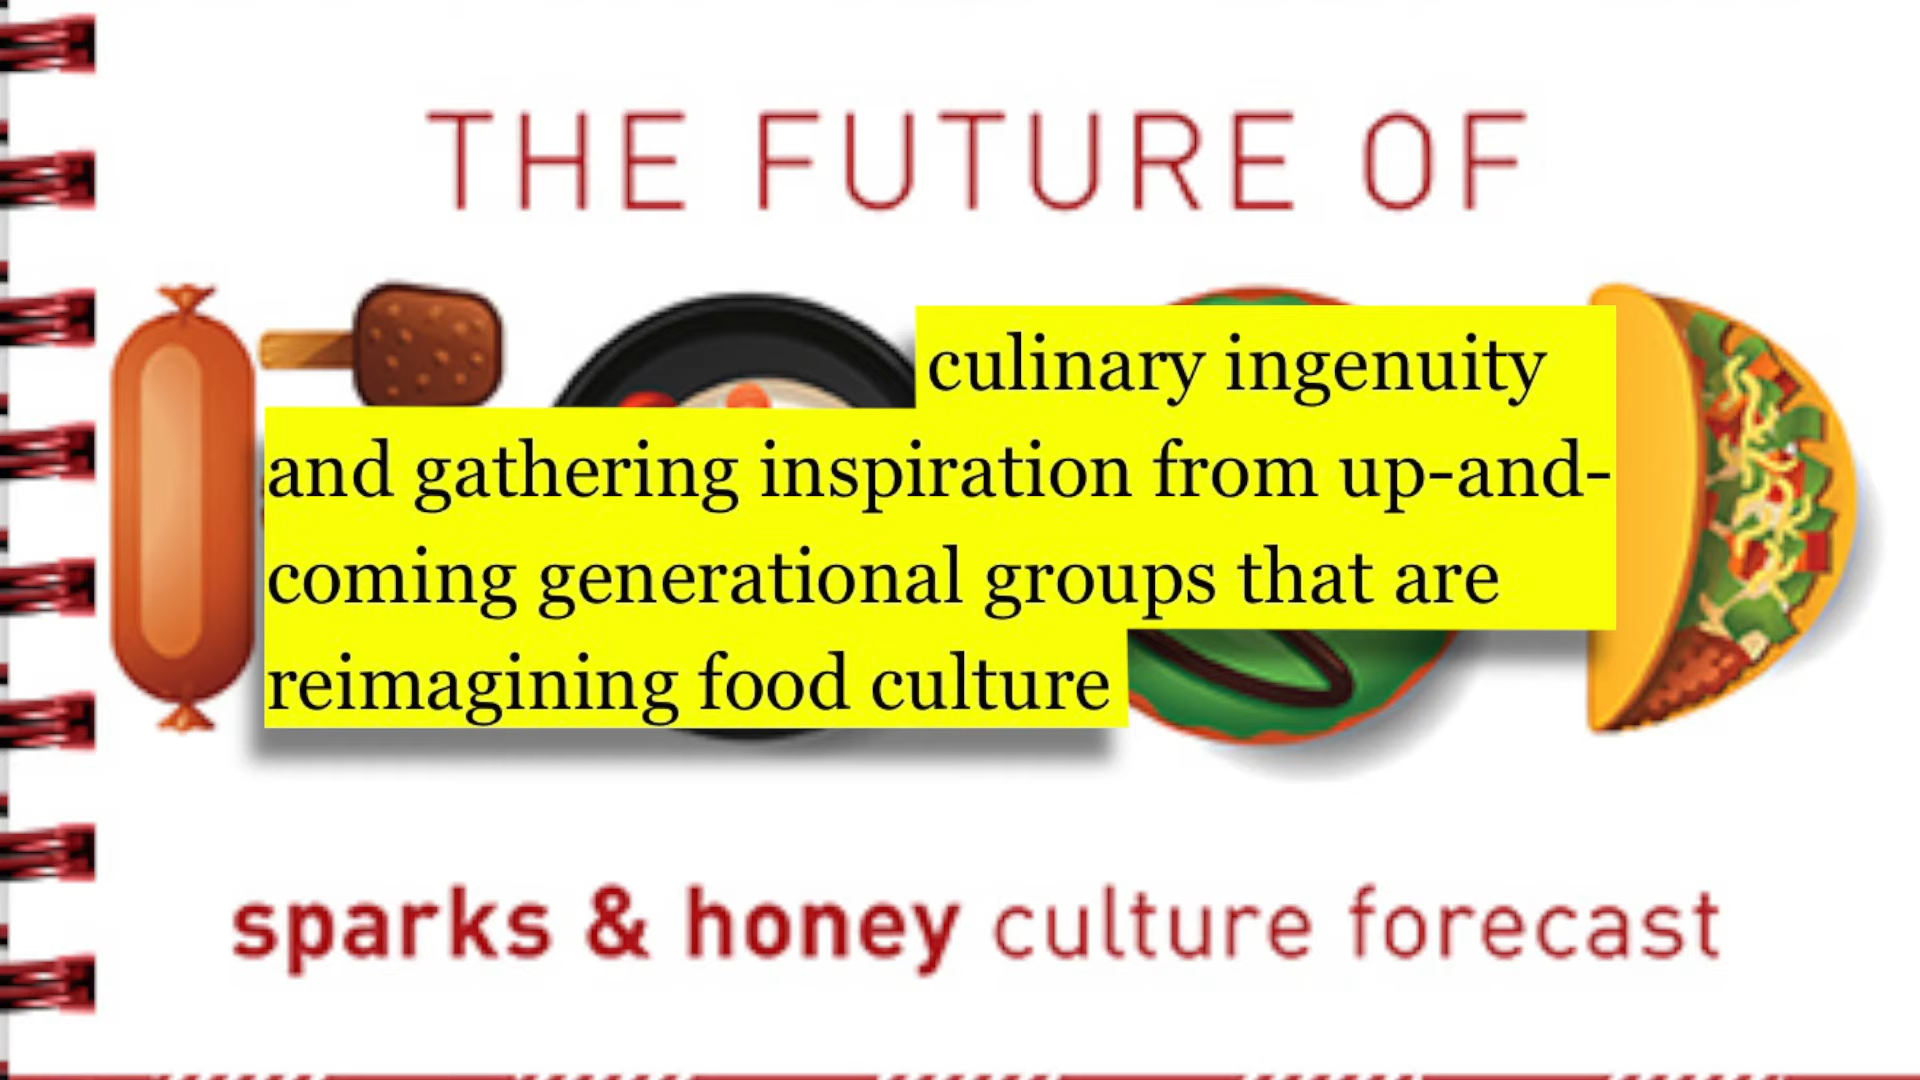 THE FUTURE OF
culinary ingenuity
and gathering inspiration from up-and-
coming generational groups that are
reimagining food culture
sparks & honey culture forecast